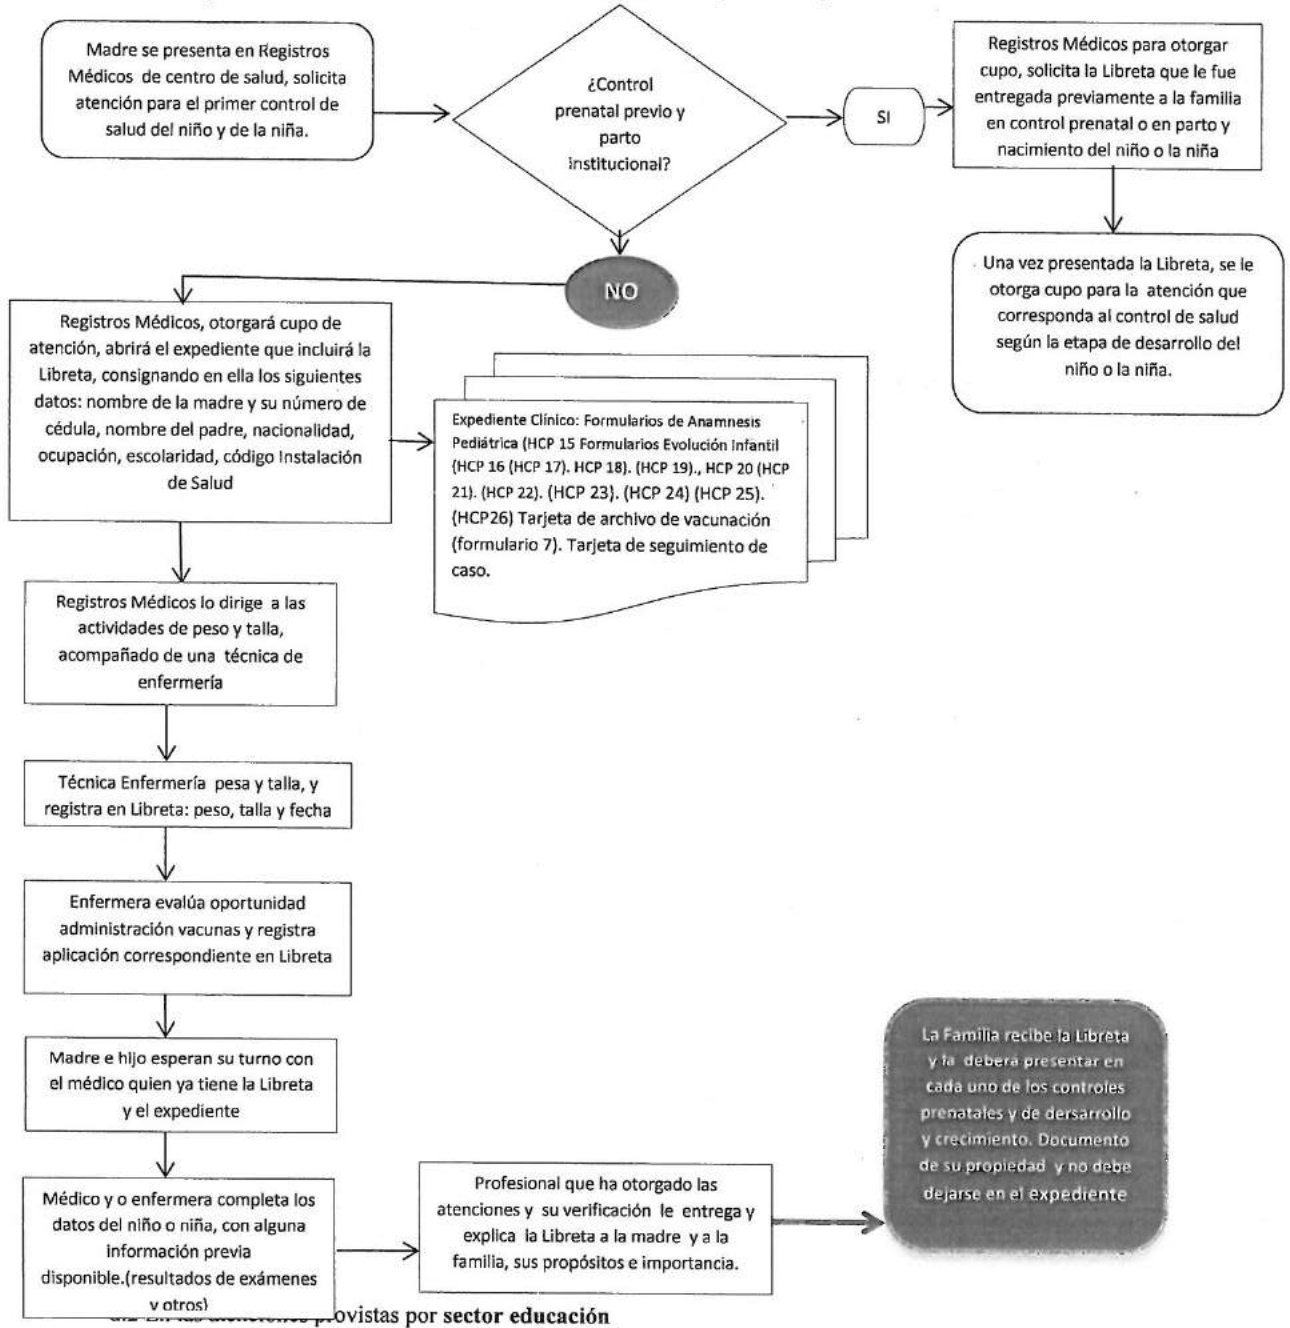 Madre se presenta en Registros
Médicos de centro de salud, solicita
atención para el primer control de
salud del niño y de la niña.
¿Control
prenatal previo y
parto
institucional?
SI
Registros Médicos para otorgar
cupo, solicita la Libreta que le fue
entregada previamente a la familia
en control prenatal o en parto y
nacimiento del niño o la niña
Una vez presentada la Libreta, se le
otorga cupo para la atención que
corresponda al control de salud
según la etapa de desarrollo del
niño o la niña.
NO
Registros Médicos, otorgará cupo de
atención, abrirá el expediente que incluirá la
Libreta, consignando en ella los siguientes
datos: nombre de la madre y su número de
cédula, nombre del padre, nacionalidad,
ocupación, escolaridad, código Instalación
de Salud
Expediente Clínico: Formularios de Anamnesis
Pediátrica (HCP 15 Formularios Evolución Infantil
(HCP 16 (HCP 17). HCP 18). (HCP 19)., HCP 20 (HCP
21). (HCP 22). (HCP 23). (HCP 24) (HCP 25).
(HCP26) Tarjeta de archivo de vacunación
(formulario 7). Tarjeta de seguimiento de
caso.
Registros Médicos lo dirige a las
actividades de peso y talla,
acompañado de una técnica de
enfermería
Técnica Enfermería pesa y talla, y
registra en Libreta: peso, talla y fecha
Enfermera evalúa oportunidad
administración vacunas y registra
aplicación correspondiente en Libreta
Madre e hijo esperan su turno con
el médico quien ya tiene la Libreta
y el expediente
Médico y o enfermera completa los
datos del niño o niña, con alguna
información previa
disponible.(resultados de exámenes
y otros)
Profesional que ha otorgado las
atenciones y su verificación le entrega y
explica la Libreta a la madre y a la
familia, sus propósitos e importancia.
La Familia recibe la Libreta
y la deberá presentar en
cada uno de los controles
prenatales y de dersarrollo
y crecimiento. Documento
de su propiedad y no debe
dejarse en el expediente
por sector educación